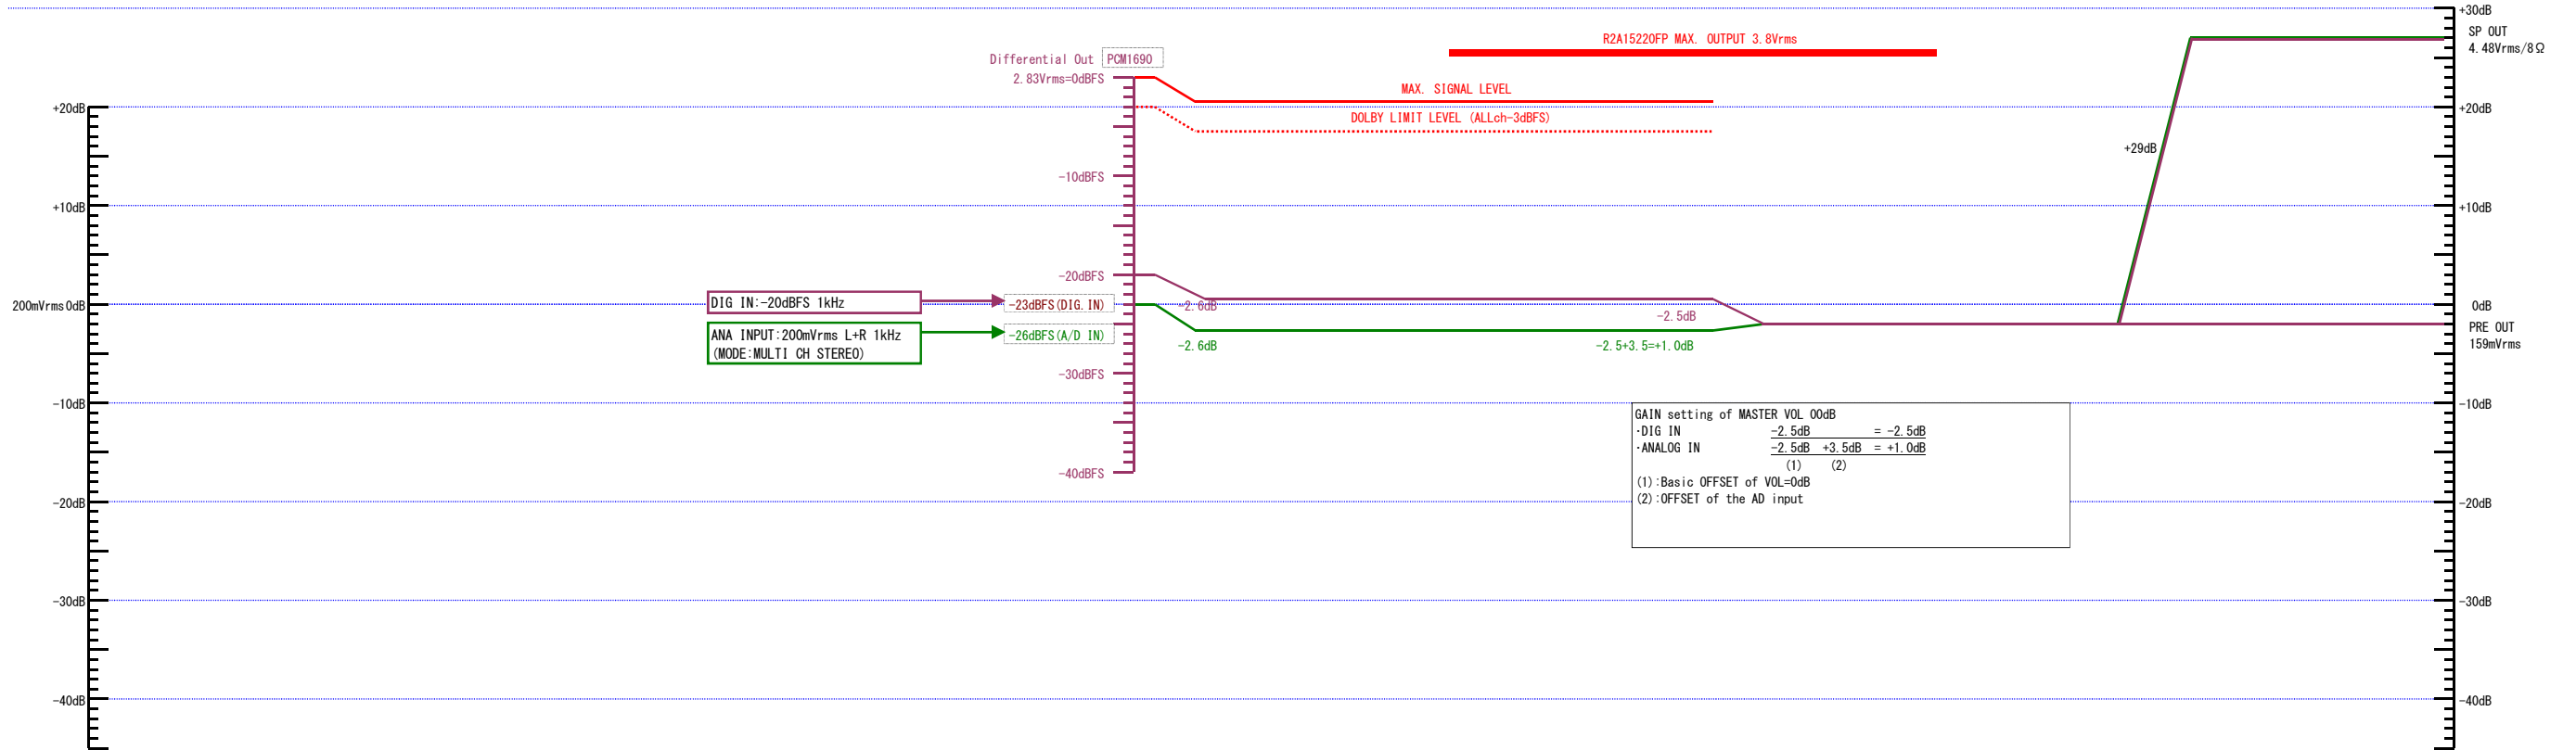 +30dB
SP OUT
4.48Vrms/8Ω
R2A15220FP MAX. OUTPUT 3.8Vrms
Differential Out PCM1690
2.83Vrms=0dBFS
MAX. SIGNAL LEVEL
+20dB
+20dB
DOLBY LIMIT LEVEL (ALLch-3dBFS)
+29dB
-10dBFS
+10dB
+10dB
-20dBFS
DIG IN:-20dBFS 1kHz
-23dBFS(DIG.IN)
-2.6dB
200mVrms 0dB
0dB
-2.5dB
PRE OUT
159mVrms
ANA INPUT:200mVrms L+R 1kHz
(MODE:MULTI CH STEREO)
-26dBFS(A/D IN)
-2.6dB
-2.5+3.5=+1.0dB
-30dBFS
-10dB
-10dB
GAIN setting of MASTER VOL 00dB
·DIG IN -2.5dB = -2.5dB
·ANALOG IN -2.5dB +3.5dB = +1.0dB
(1) (2)
(1):Basic OFFSET of VOL=0dB
(2):OFFSET of the AD input
-40dBFS
-20dB
-20dB
-30dB
-30dB
-40dB
-40dB